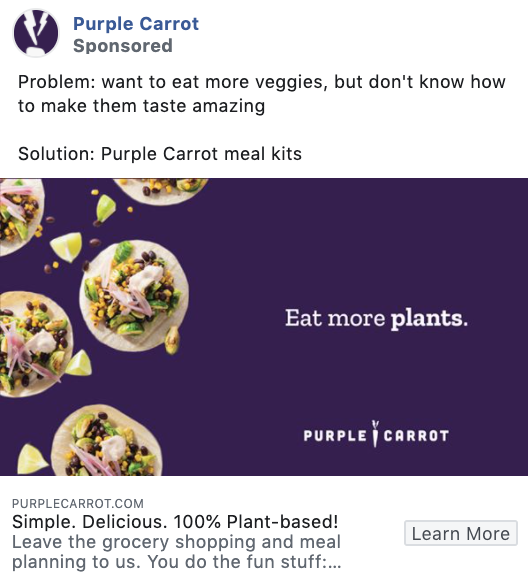 Purple Carrot
Sponsored
Problem: want to eat more veggies, but don't know how
to make them taste amazing
Solution: Purple Carrot meal kits
Eat more plants.
PURPLE CARROT
PURPLECARROT.COM
Simple. Delicious. 100% Plant-based!
Leave the grocery shopping and meal
planning to us. You do the fun stuff:...
Learn More